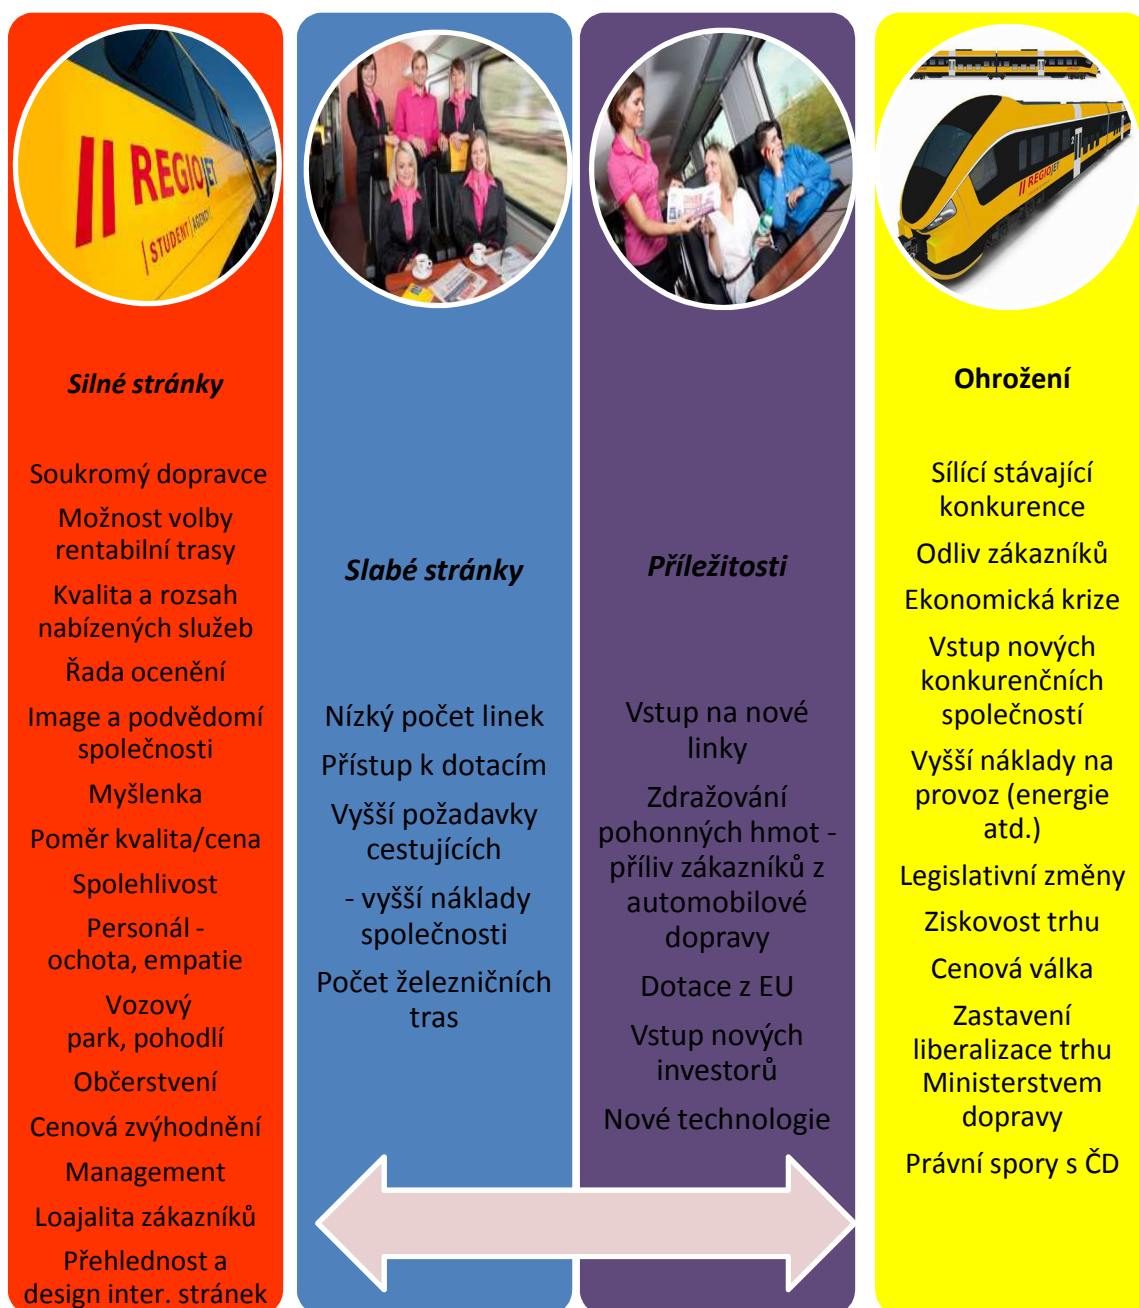 REGIOJET
STUDENT AGENCY
REGIOJET
Silné stránky
Soukromý dopravce
Možnost volby
rentabilní trasy
Kvalita a rozsah
nabízených služeb
Řada ocenění
Image a podvědomí
společnosti
Myšlenka
Poměr kvalita/cena
Spolehlivost
Personál -
ochota, empatie
Vozový
park, pohodlí
Občerstvení
Cenová zvýhodnění
Management
Loajalita zákazníků
Přehlednost a
design inter. stránek
Slabé stránky
Nízký počet linek
Přístup k dotacím
Vyšší požadavky
cestujících
- vyšší náklady
společnosti
Počet železničních
tras
Příležitosti
Vstup na nové
linky
Zdražování
pohonných hmot -
příliv zákazníků z
automobilové
dopravy
Dotace z EU
Vstup nových
investorů
Nové technologie
Ohrožení
Sílící stávající
konkurence
Odliv zákazníků
Ekonomická krize
Vstup nových
konkurenčních
společností
Vyšší náklady na
provoz (energie
atd.)
Legislativní změny
Ziskovost trhu
Cenová válka
Zastavení
liberalizace trhu
Ministerstvem
dopravy
Právní spory s ČD